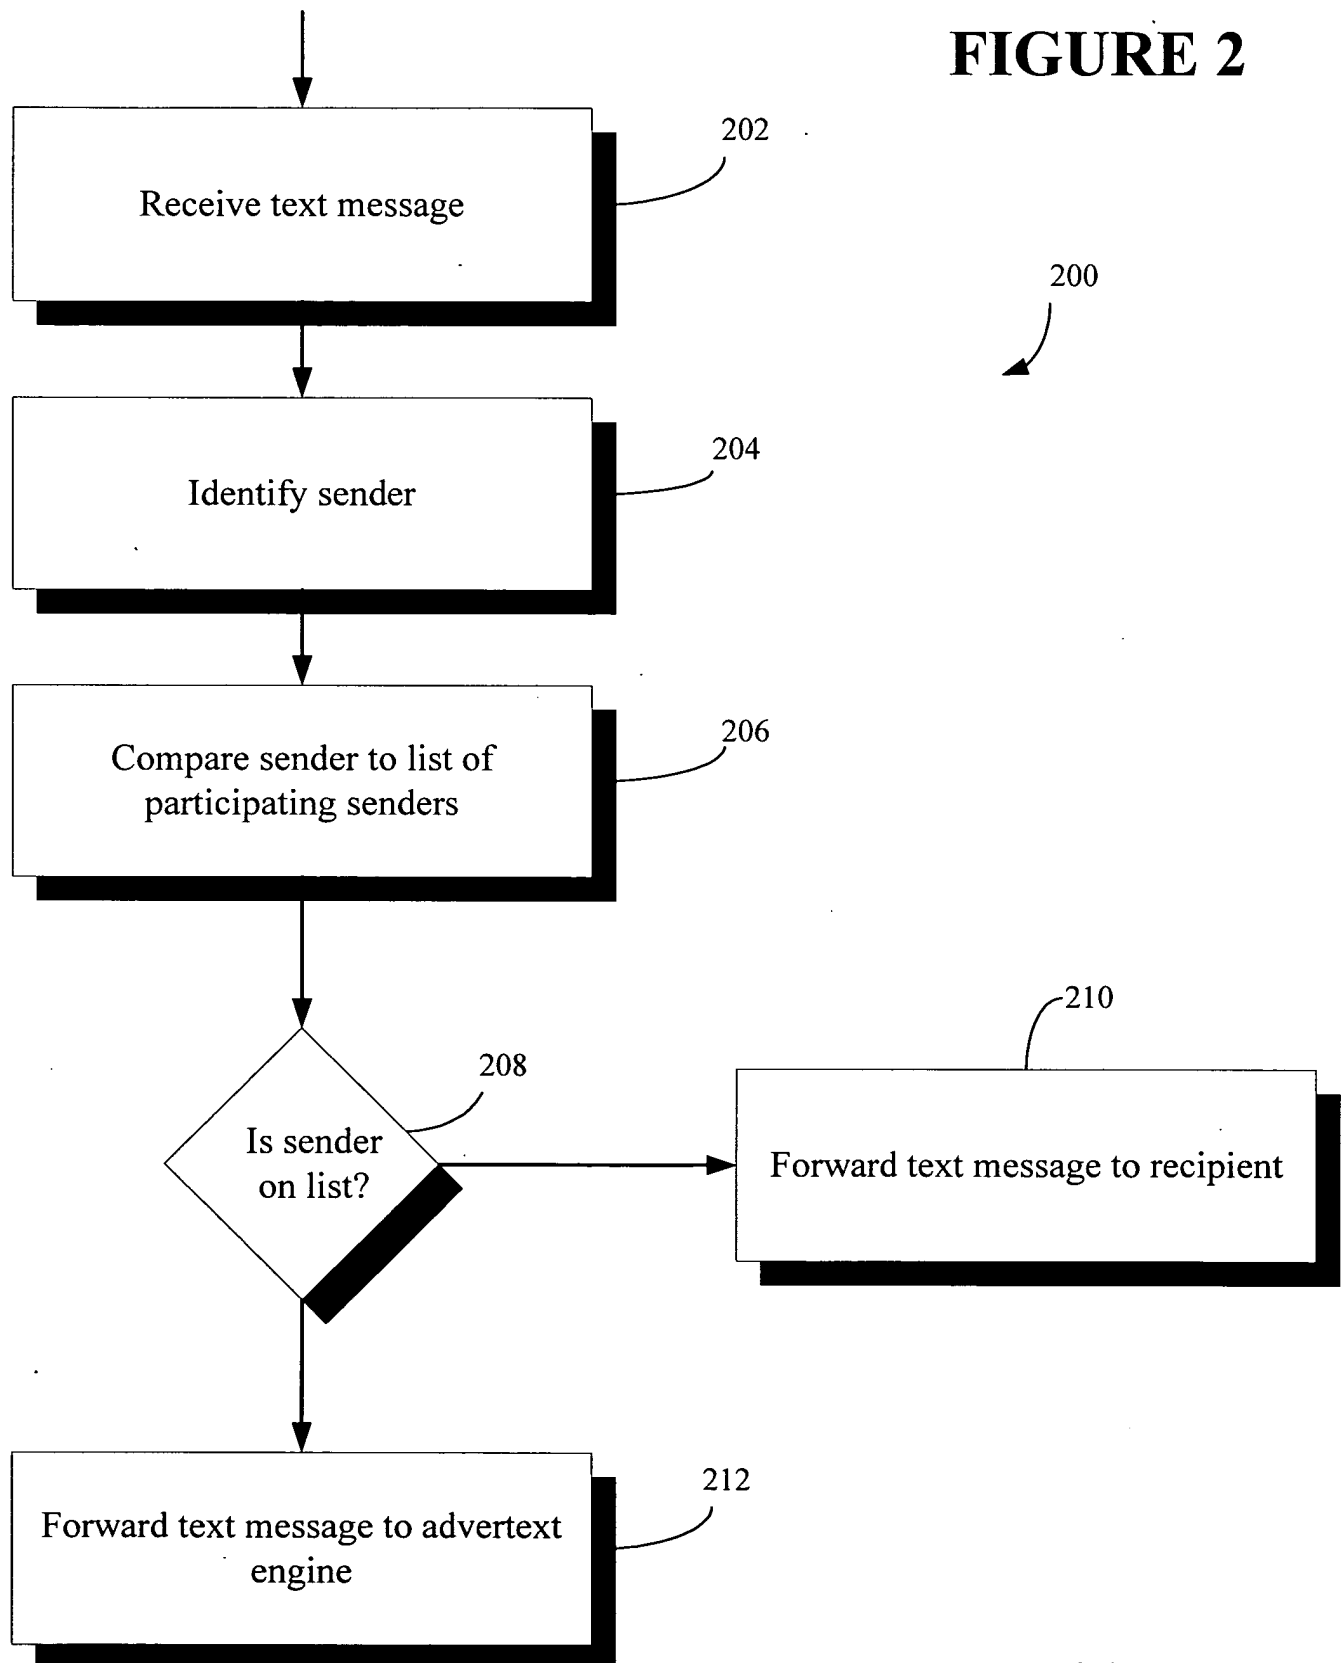 FIGURE 2
202
Receive text message
200
204
Identify sender
206
Compare sender to list of
participating senders
210
208
Is sender
on list?
Forward text message to recipient
212
Forward text message to advertext
engine